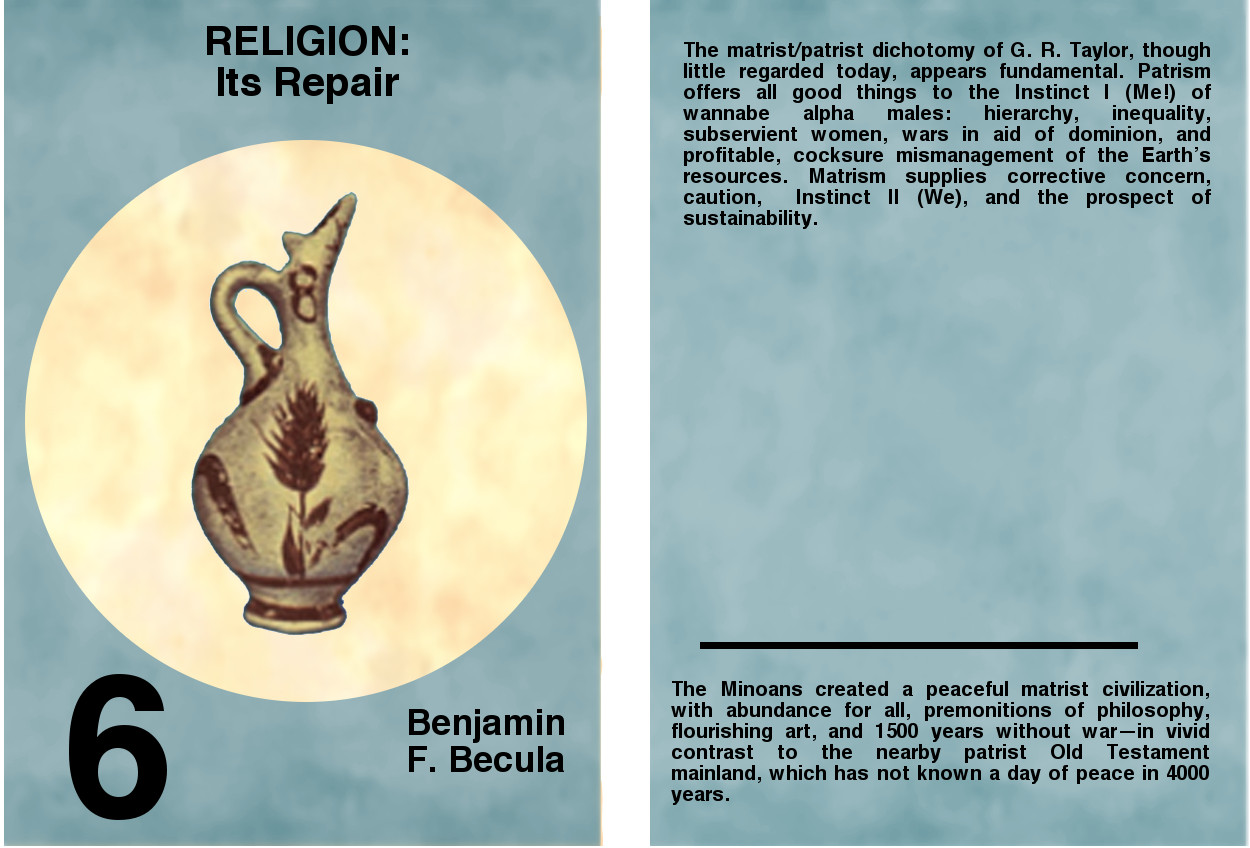 RELIGION:
Its Repair
6
Benjamin
F. Becula
The matrist/patrist dichotomy of G. R. Taylor, though
little regarded today, appears fundamental. Patrism
offers all good things to the Instinct I (Me!) of
wannabe alpha males: hierarchy, inequality,
subservient women, wars in aid of dominion, and
profitable, cocksure mismanagement of the Earth's
resources. Matrism supplies corrective concern,
caution, Instinct II (We), and the prospect of
sustainability.
The Minoans created a peaceful matrist civilization,
with abundance for all, premonitions of philosophy,
flourishing art, and 1500 years without war—in vivid
contrast to the nearby patrist Old Testament
mainland, which has not known a day of peace in 4000
years.